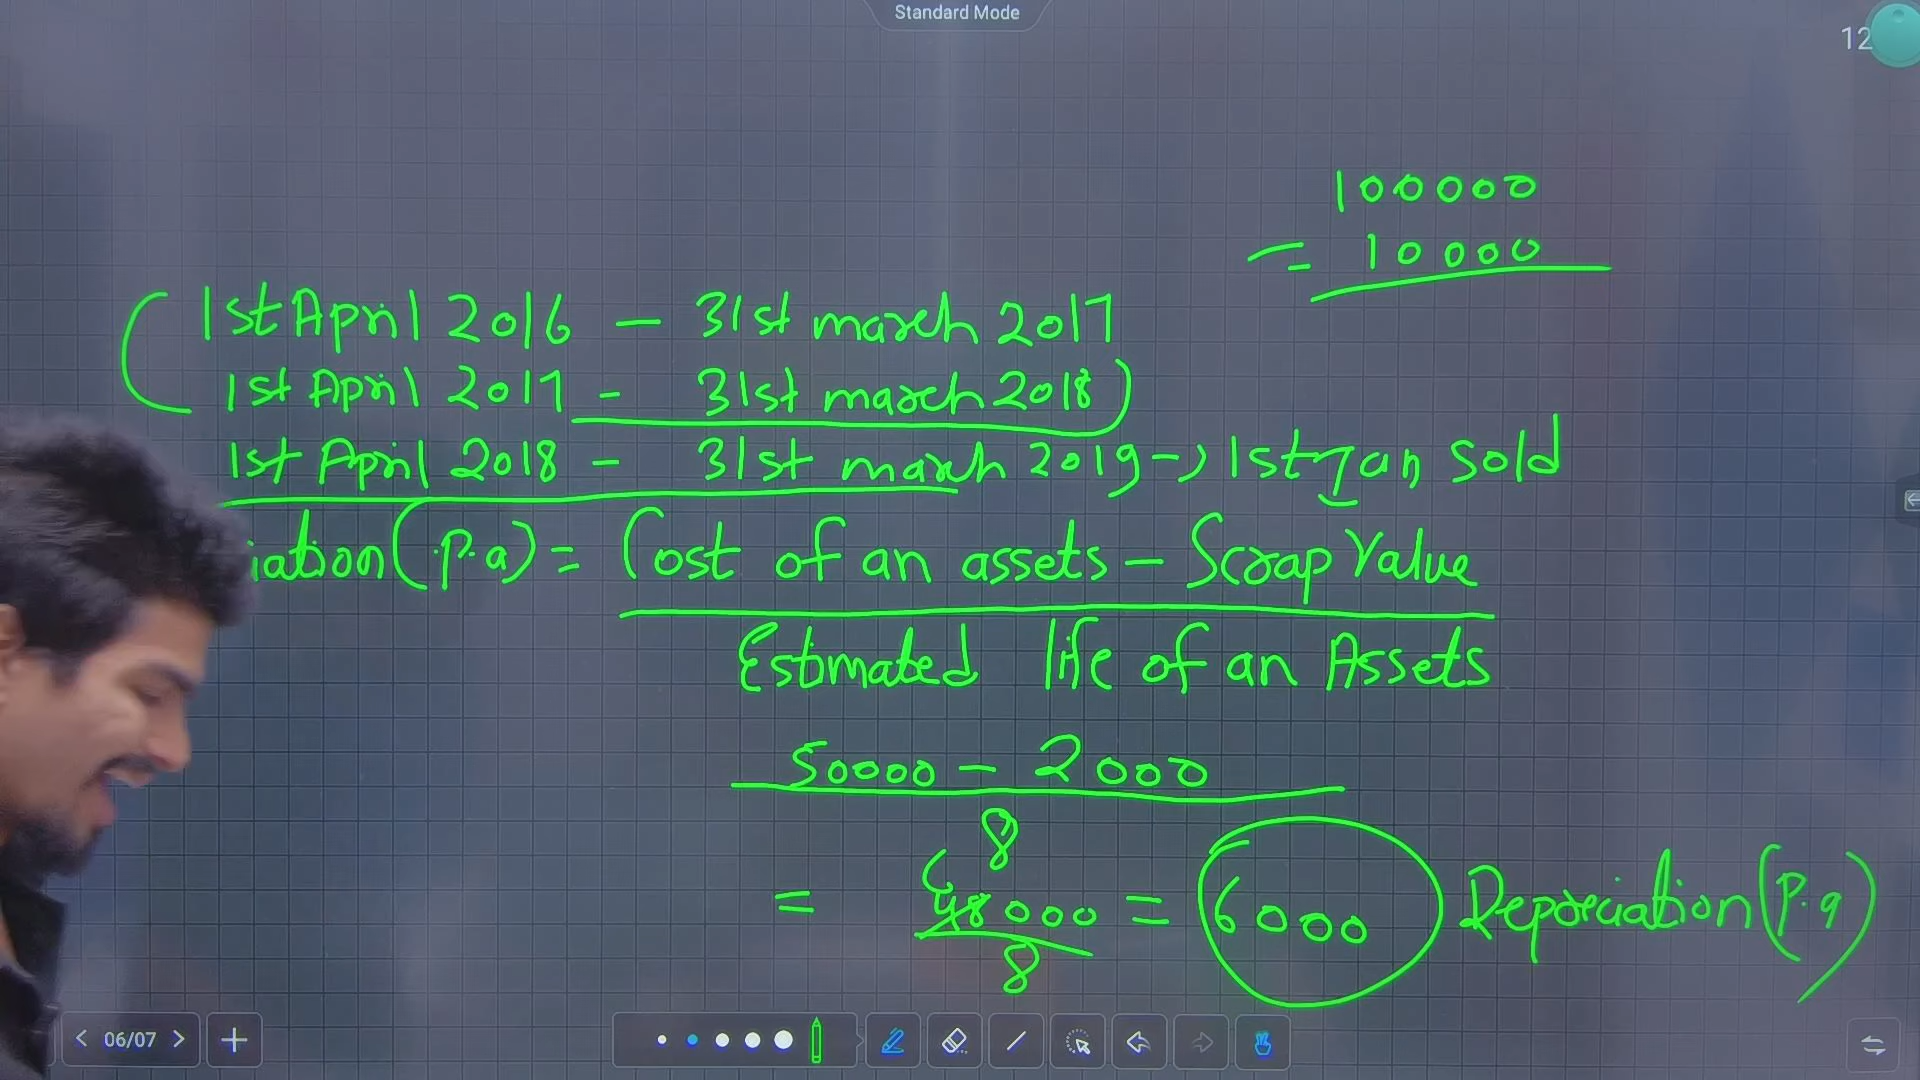 Standard Mode
12
100000
= 10000
1st April 2016 — 31st march 2017
1st April 2017 - 31st march 2018)
1st April 2018 - 31st march 2019 -> 1st Jan sold
iation (p.a) = Cost of an assets - Scrap Value
Estimated life of an Assets
50000 - 2000
8
= 48000 = 6000 Depreciation (p.a)
8
06/07